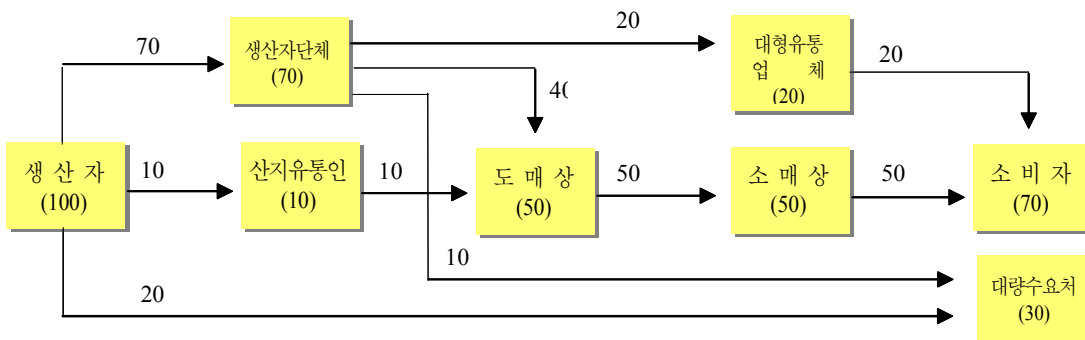 20
70
생산자단체
(70)
대형유통
업 체
(20)
20
40
생 산 자
(100)
10
산지유통인
(10)
10
도 매 상
(50)
50
소 매 상
(50)
50
소 비 자
(70)
10
20
대량수요처
(30)